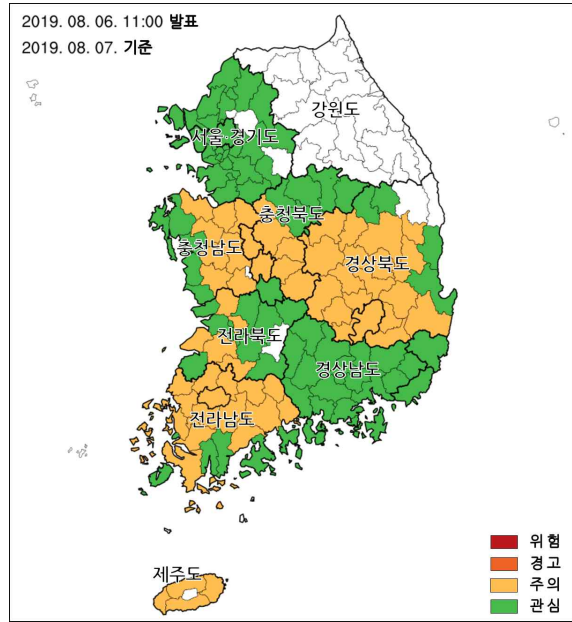 2019. 08. 06. 11:00 발표
2019. 08. 07. 기준
강원도
서울·경기도
충청북도
충청남도
경상북도
전라북도
경상남도
전라남도
제주도
위험
경고
주의
관심